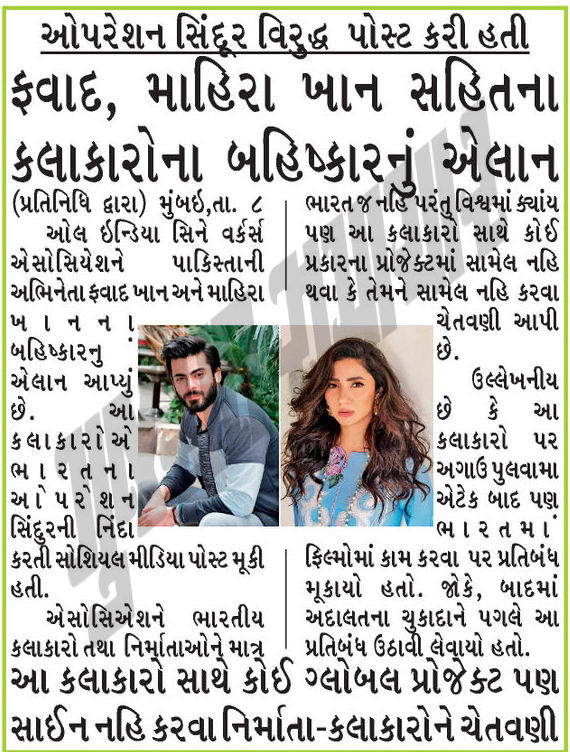 ઓપરેશન સિંદૂર વિરુદ્ધ પોસ્ટ કરી હતી
ફવાદ, માહિરા ખાન સહિતના
કલાકારોના બહિષ્કારનું એલાન
(પ્રતિનિધિ દ્વારા) મુંબઇ,તા. ૮
ઓલ ઇન્ડિયા સિને વર્કર્સ
એસોસિયેશને પાકિસ્તાની
અભિનેતા ફવાદ ખાન અને માહિરા
ખાનના
બહિષ્કારનું
એલાન આપ્યું
છે. આ
કલાકારોએ
ભારતના
ઓપરેશન
સિંદુરની નિંદા
કરતી સોશિયલ મીડિયા પોસ્ટ મૂકી
હતી.
એસોસિએશને ભારતીય
કલાકારો તથા નિર્માતાઓને માત્ર
ભારત જ નહિ પરંતુ વિશ્વમાં ક્યાંય
પણ આ કલાકારો સાથે કોઈ
પ્રકારના પ્રોજેક્ટમાં સામેલ નહિ
થવા કે તેમને સામેલ નહિ કરવા
ચેતવણી આપી
છે.
ઉલ્લેખનીય
છે કે આ
કલાકારો પર
અગાઉ પુલવામા
એટેક બાદ પણ
ભારતમાં
ફિલ્મોમાં કામ કરવા પર પ્રતિબંધ
મૂકાયો હતો. જોકે, બાદમાં
અદાલતના ચુકાદાને પગલે આ
પ્રતિબંધ ઉઠાવી લેવાયો હતો.
આ કલાકારો સાથે કોઈ ગ્લોબલ પ્રોજેક્ટ પણ
સાઈન નહિ કરવા નિર્માતા-કલાકારોને ચેતવણી